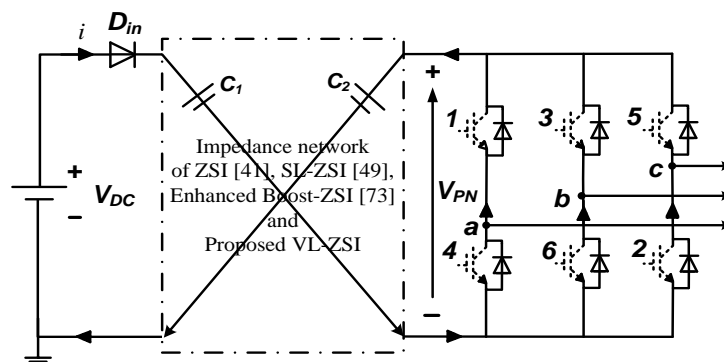 i
D_in
C_1
C_2
+
1
3
5
Impedance network
of ZSI [41], SL-ZSI [49],
Enhanced Boost-ZSI [73]
and
Proposed VL-ZSI
+
V_DC
−
V_PN
c
b
a
4
6
2
−